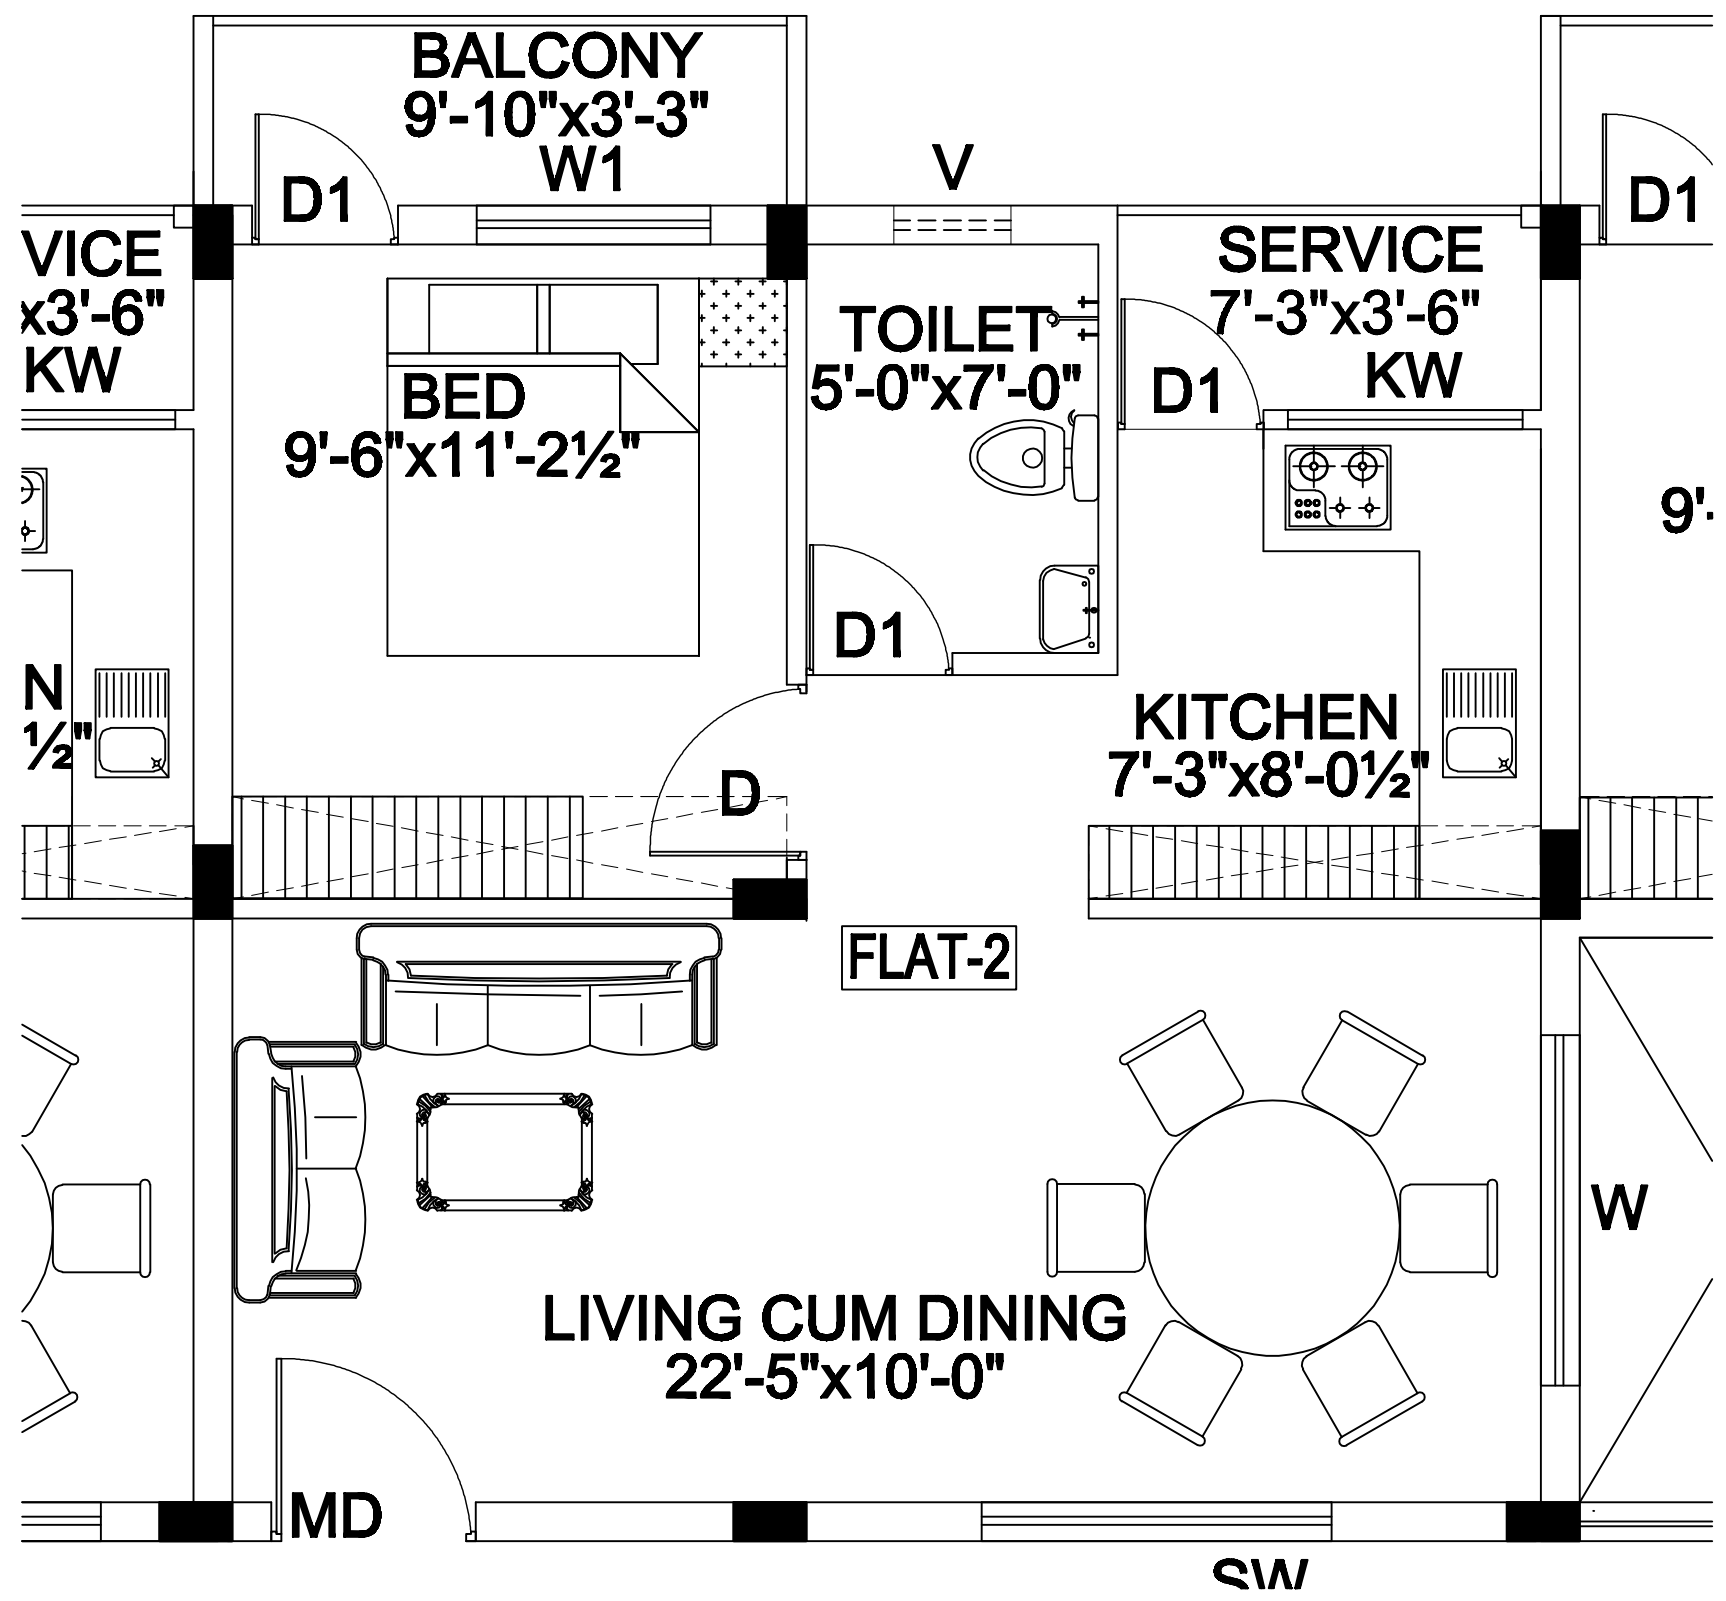 BALCONY
9'-10"x3'-3"
W1
D1
V
D1
VICE
x3'-6"
KW
SERVICE
7'-3"x3'-6"
KW
D1
TOILET
5'-0"x7'-0"
BED
9'-6"x11'-2½"
9'-
D1
N
½"
KITCHEN
7'-3"x8'-0½"
D
FLAT-2
W
LIVING CUM DINING
22'-5"x10'-0"
MD
SW